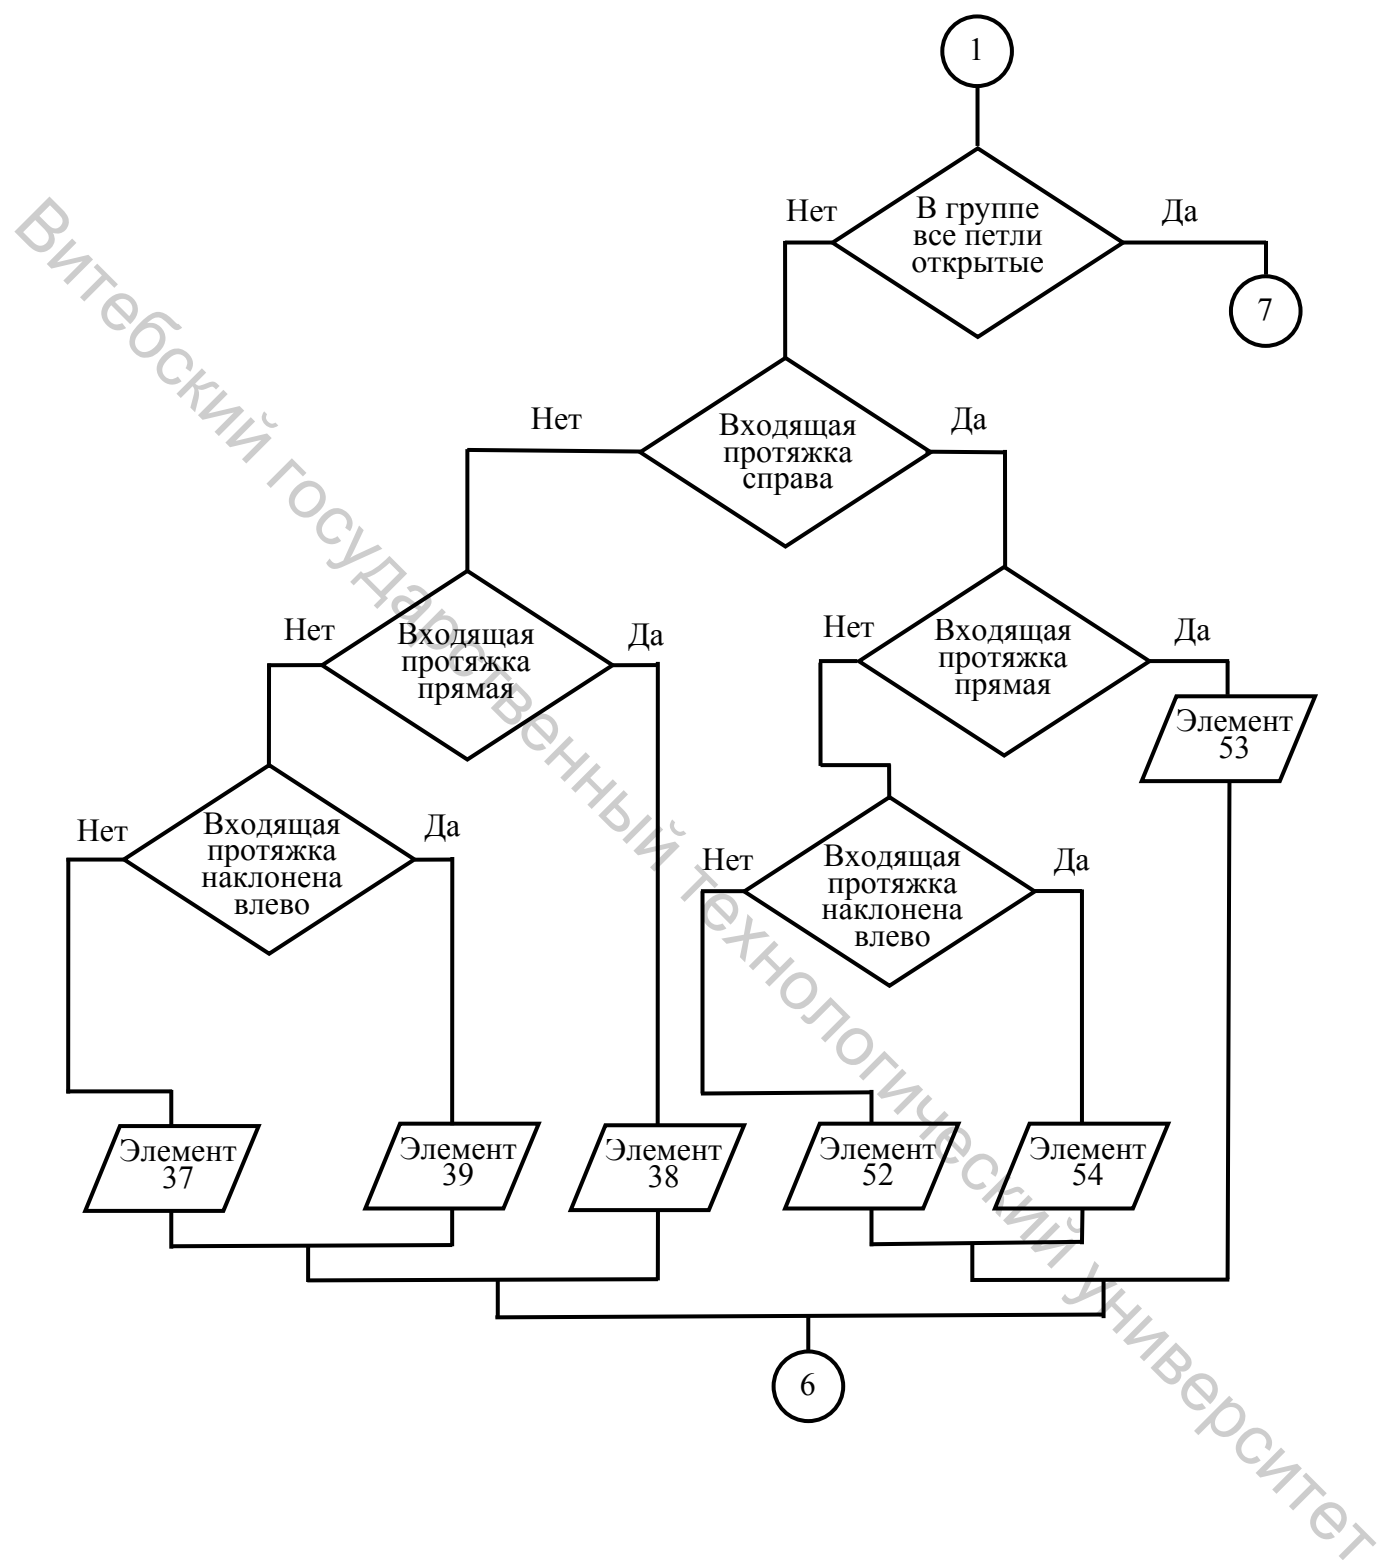 1
В группе
все петли
открытые
Нет
Да
7
Входящая
протяжка
справа
Нет
Да
Входящая
протяжка
прямая
Нет
Да
Входящая
протяжка
прямая
Нет
Да
Элемент
53
Входящая
протяжка
наклонена
влево
Нет
Да
Входящая
протяжка
наклонена
влево
Нет
Да
Элемент
37
Элемент
39
Элемент
38
Элемент
52
Элемент
54
6
Витебский государственный технологический университет